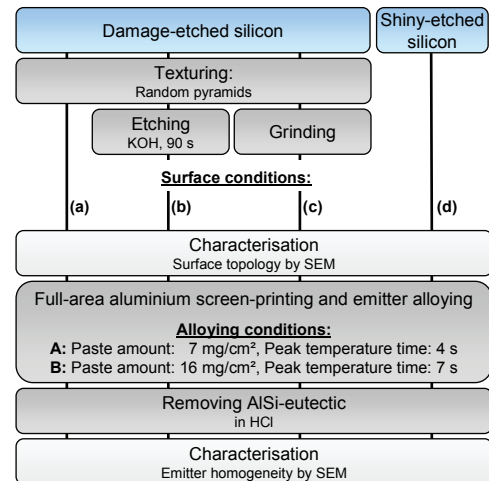 Damage-etched silicon
Shiny-etched
silicon
Texturing:
Random pyramids
Etching
KOH, 90 s
Grinding
Surface conditions:
(a) (b) (c) (d)
Characterisation
Surface topology by SEM
Full-area aluminium screen-printing and emitter alloying
Alloying conditions:
A: Paste amount: 7 mg/cm², Peak temperature time: 4 s
B: Paste amount: 16 mg/cm², Peak temperature time: 7 s
Removing AlSi-eutectic
in HCl
Characterisation
Emitter homogeneity by SEM